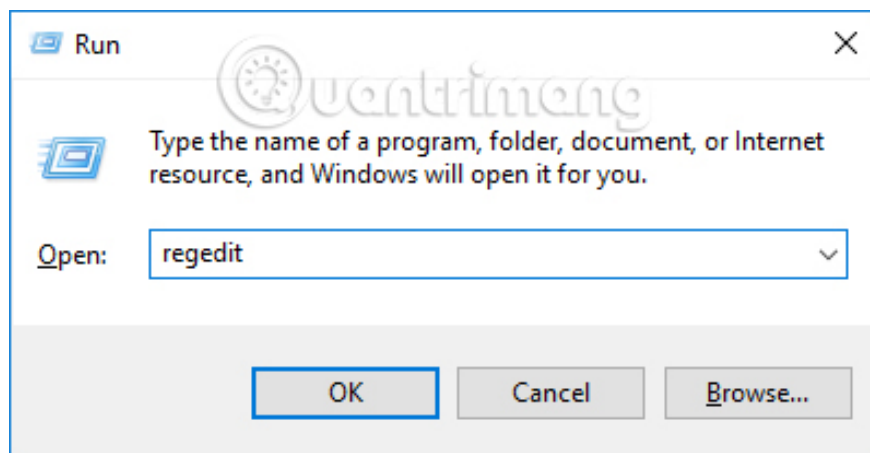 Run
Quantrimang
Type the name of a program, folder, document, or Internet
resource, and Windows will open it for you.
Open: regedit
OK Cancel Browse...